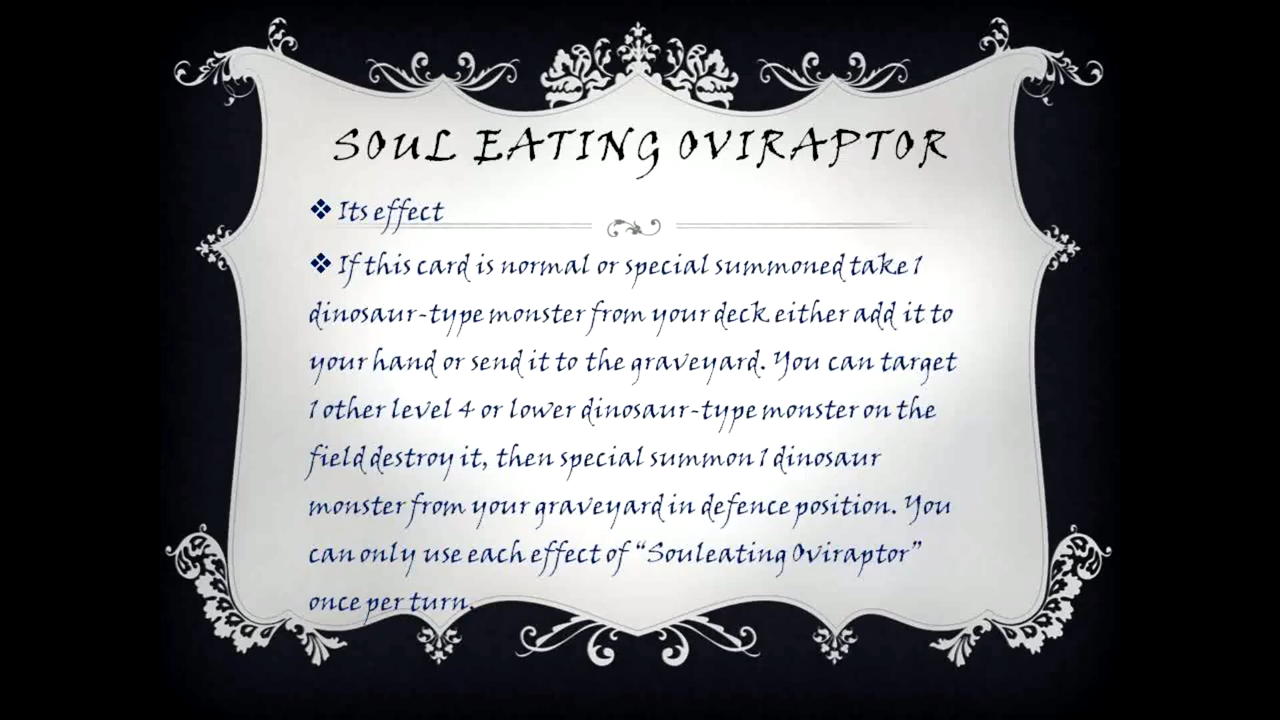 SOUL EATING OVIRAPTOR
❖ Its effect
❖ If this card is normal or special summoned take 1
dinosaur-type monster from your deck either add it to
your hand or send it to the graveyard. You can target
1 other level 4 or lower dinosaur-type monster on the
field destroy it, then special summon 1 dinosaur
monster from your graveyard in defence position. You
can only use each effect of “Souleating Oviraptor”
once per turn.